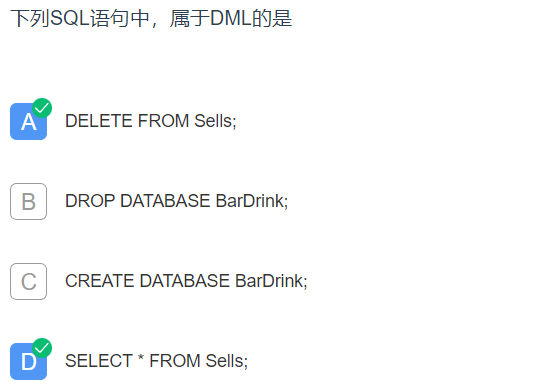 下列SQL语句中，属于DML的是
A DELETE FROM Sells;
B DROP DATABASE BarDrink;
C CREATE DATABASE BarDrink;
D SELECT * FROM Sells;